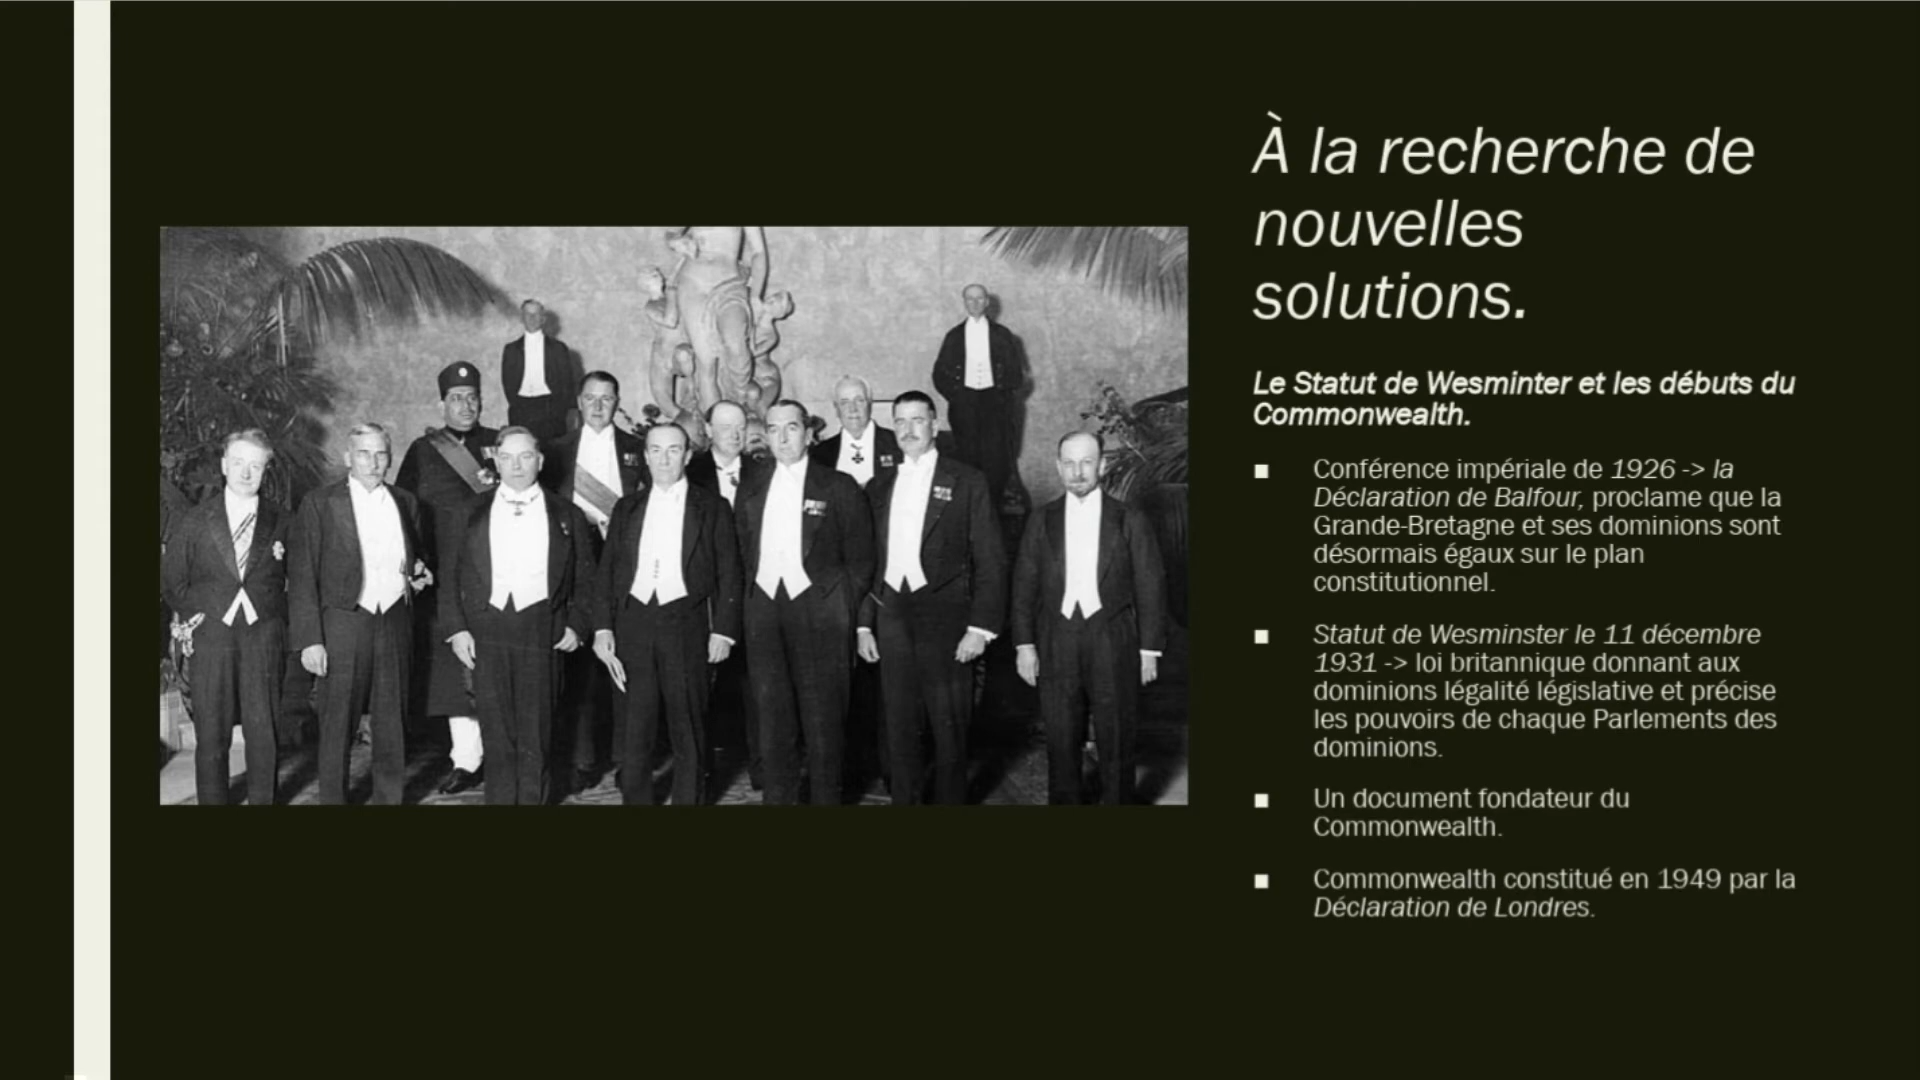 À la recherche de
nouvelles
solutions.
Le Statut de Wesminter et les débuts du
Commonwealth.
■ Conférence impériale de 1926 -> la
Déclaration de Balfour, proclame que la
Grande-Bretagne et ses dominions sont
désormais égaux sur le plan
constitutionnel.
■ Statut de Wesminster le 11 décembre
1931 -> loi britannique donnant aux
dominions légalité législative et précise
les pouvoirs de chaque Parlements des
dominions.
■ Un document fondateur du
Commonwealth.
■ Commonwealth constitué en 1949 par la
Déclaration de Londres.